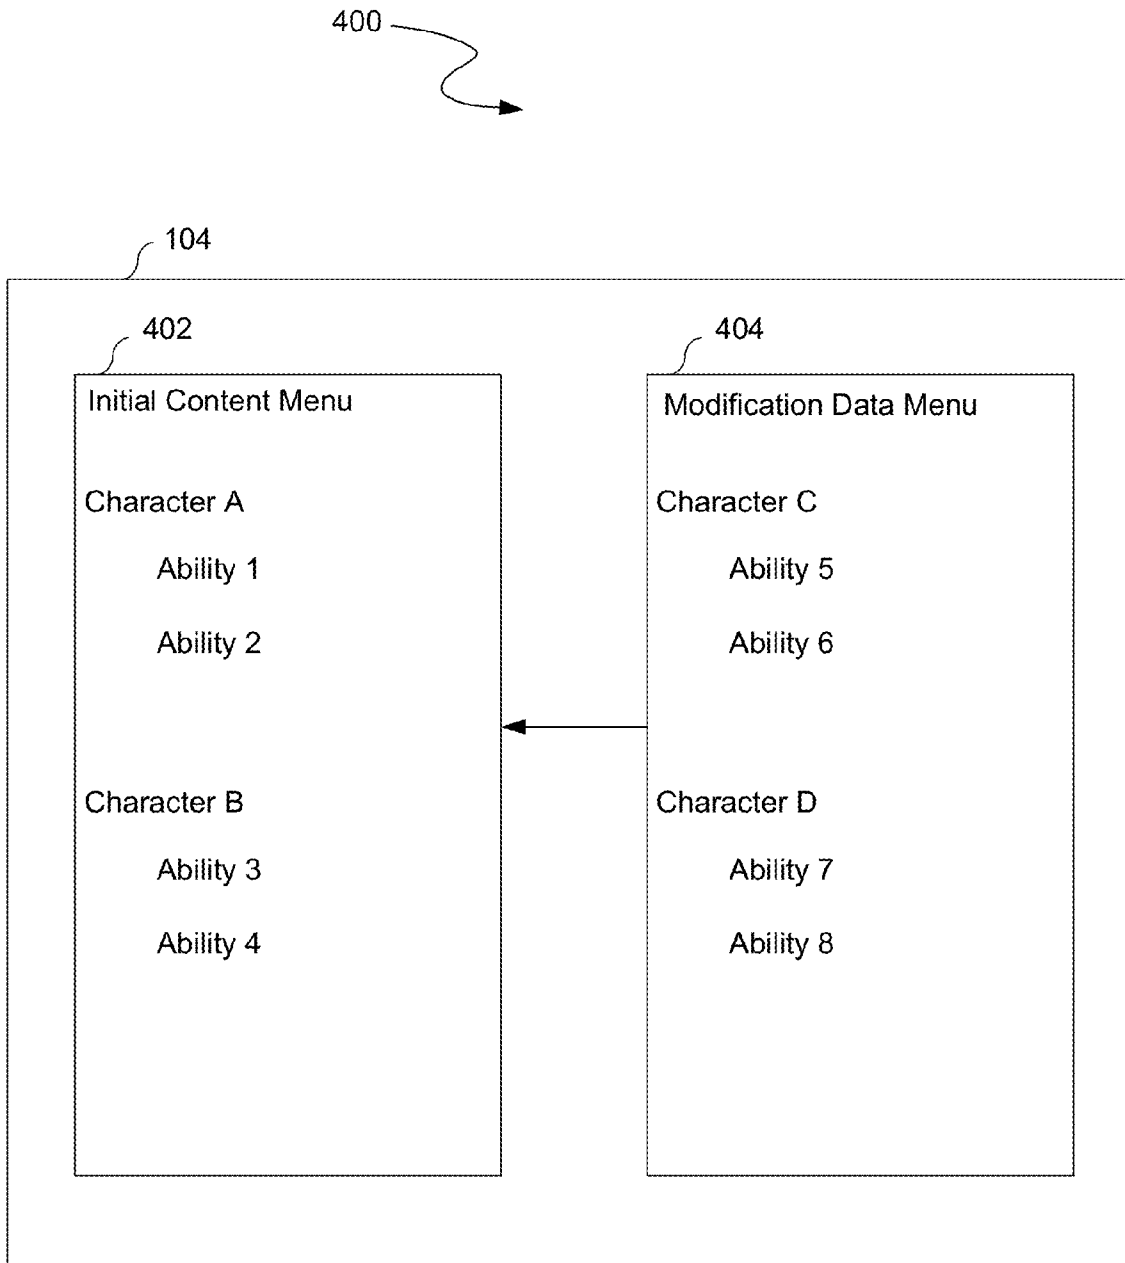 400
104
402
404
Initial Content Menu
Character A
Ability 1
Ability 2
Character B
Ability 3
Ability 4
Modification Data Menu
Character C
Ability 5
Ability 6
Character D
Ability 7
Ability 8